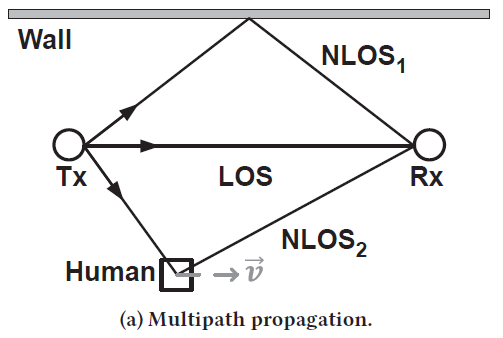 Wall
NLOS₁
Tx
LOS
Rx
NLOS₂
Human
v⃗
(a) Multipath propagation.